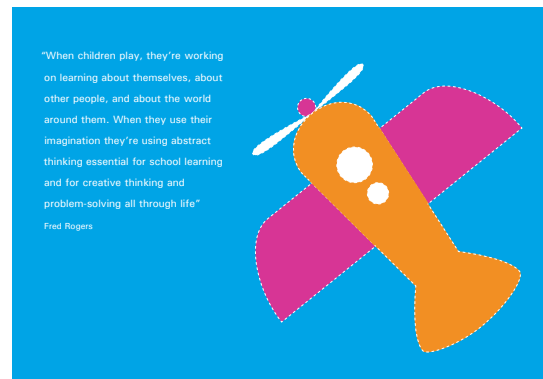 “When children play, they’re working
on learning about themselves, about
other people, and about the world
around them. When they use their
imagination they’re using abstract
thinking essential for school learning
and for creative thinking and
problem-solving all through life”
Fred Rogers